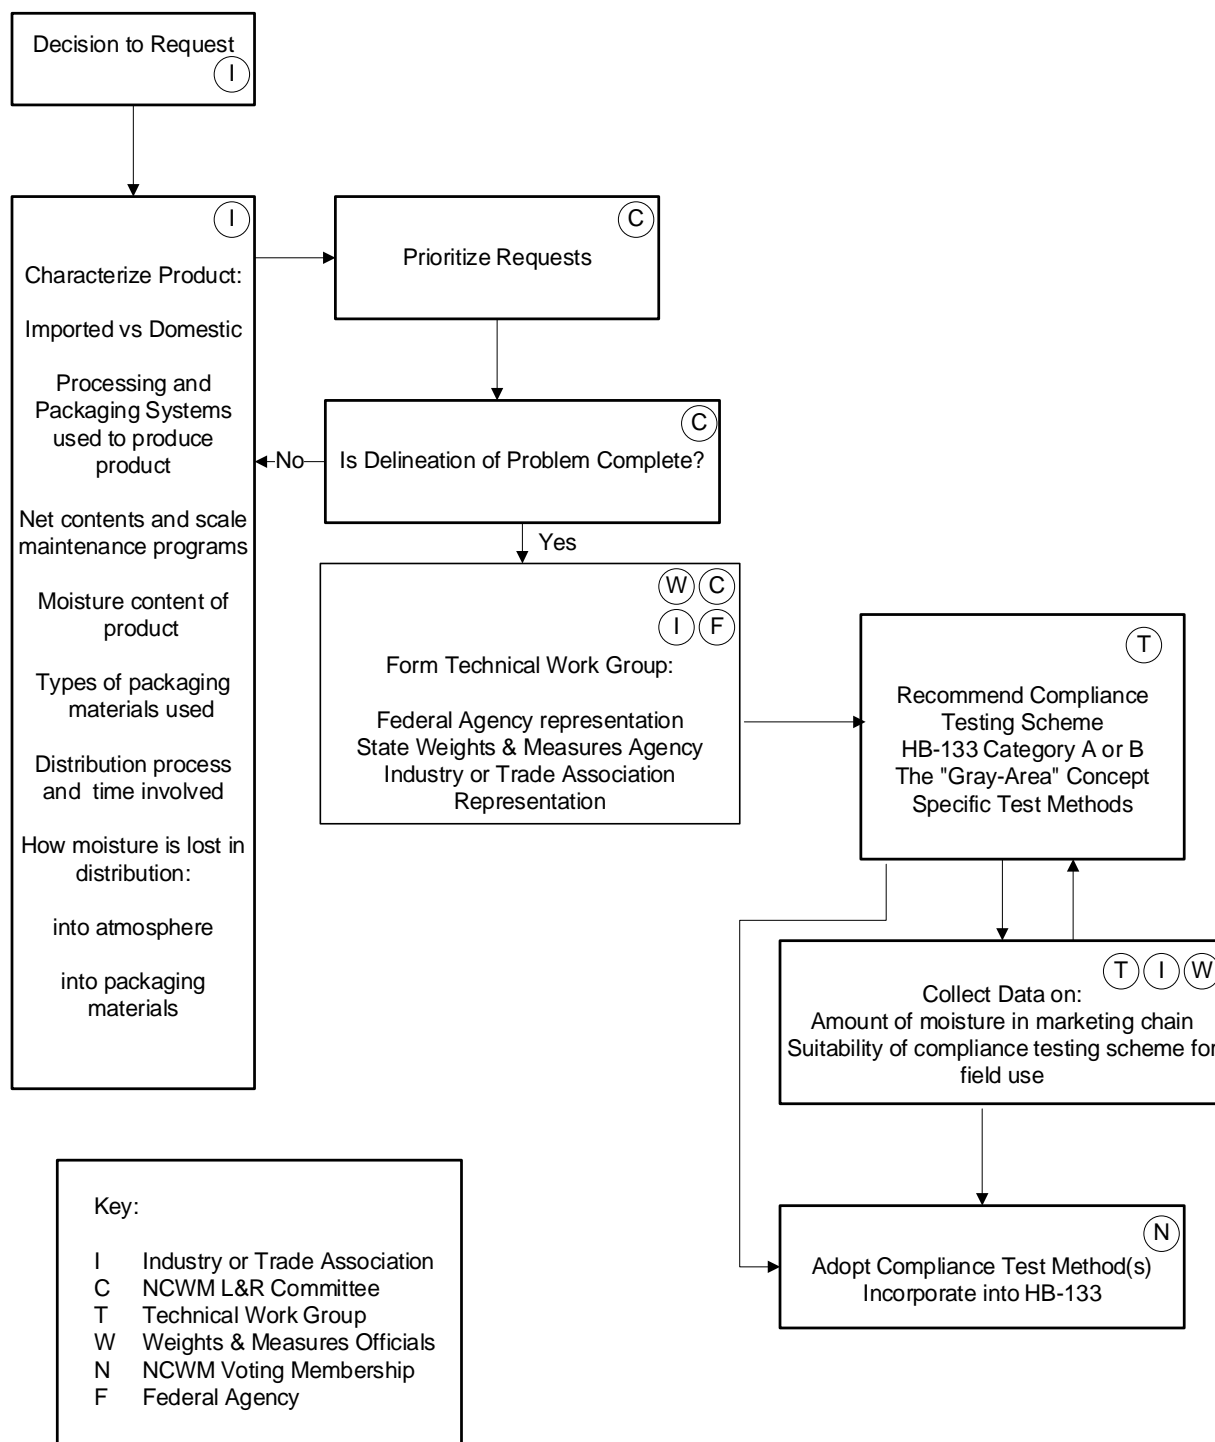 Decision to Request
I
I
Characterize Product:
Imported vs Domestic
Processing and
Packaging Systems
used to produce
product
Net contents and scale
maintenance programs
Moisture content of
product
Types of packaging
materials used
Distribution process
and time involved
How moisture is lost in
distribution:
into atmosphere
into packaging
materials
C
Prioritize Requests
C
Is Delineation of Problem Complete?
No
Yes
W C
I F
Form Technical Work Group:
Federal Agency representation
State Weights & Measures Agency
Industry or Trade Association
Representation
T
Recommend Compliance
Testing Scheme
HB-133 Category A or B
The "Gray-Area" Concept
Specific Test Methods
T I W
Collect Data on:
Amount of moisture in marketing chain
Suitability of compliance testing scheme for
field use
N
Adopt Compliance Test Method(s)
Incorporate into HB-133
Key:
I Industry or Trade Association
C NCWM L&R Committee
T Technical Work Group
W Weights & Measures Officials
N NCWM Voting Membership
F Federal Agency